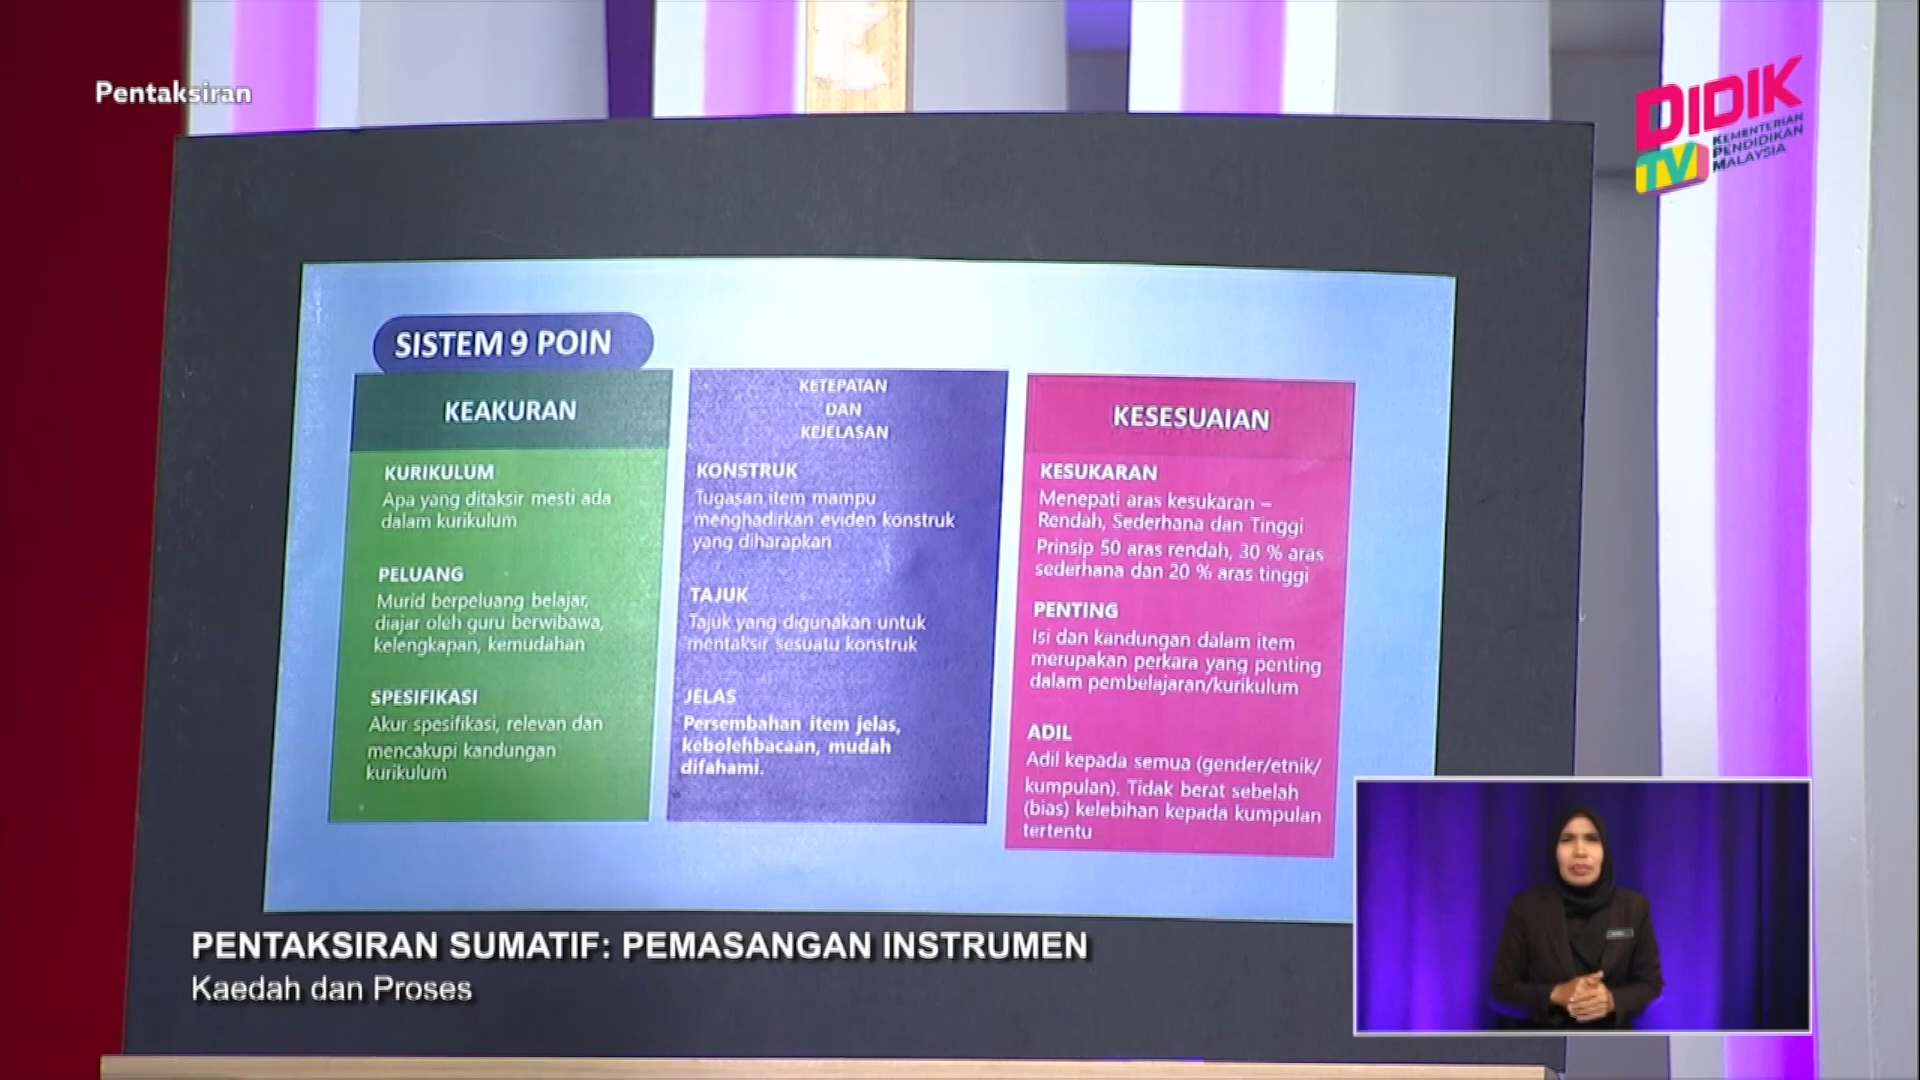 Pentaksiran
DIDIK
TV
KEMENTERIAN
PENDIDIKAN
MALAYSIA
SISTEM 9 POIN
KEAKURAN
KURIKULUM
Apa yang ditaksir mesti ada
dalam kurikulum
PELUANG
Murid berpeluang belajar,
diajar oleh guru berwibawa,
kelengkapan, kemudahan
SPESIFIKASI
Akur spesifikasi, relevan dan
mencakupi kandungan
kurikulum
KETEPATAN
DAN
KEJELASAN
KONSTRUK
Tugasan item mampu
menghadirkan eviden konstruk
yang diharapkan
TAJUK
Tajuk yang digunakan untuk
mentaksir sesuatu konstruk
JELAS
Persembahan item jelas,
kebolehbacaan, mudah
difahami.
KESESUAIAN
KESUKARAN
Menepati aras kesukaran –
Rendah, Sederhana dan Tinggi
Prinsip 50 aras rendah, 30 % aras
sederhana dan 20 % aras tinggi
PENTING
Isi dan kandungan dalam item
merupakan perkara yang penting
dalam pembelajaran/kurikulum
ADIL
Adil kepada semua (gender/etnik/
kumpulan). Tidak berat sebelah
(bias) kelebihan kepada kumpulan
tertentu
PENTAKSIRAN SUMATIF: PEMASANGAN INSTRUMEN
Kaedah dan Proses